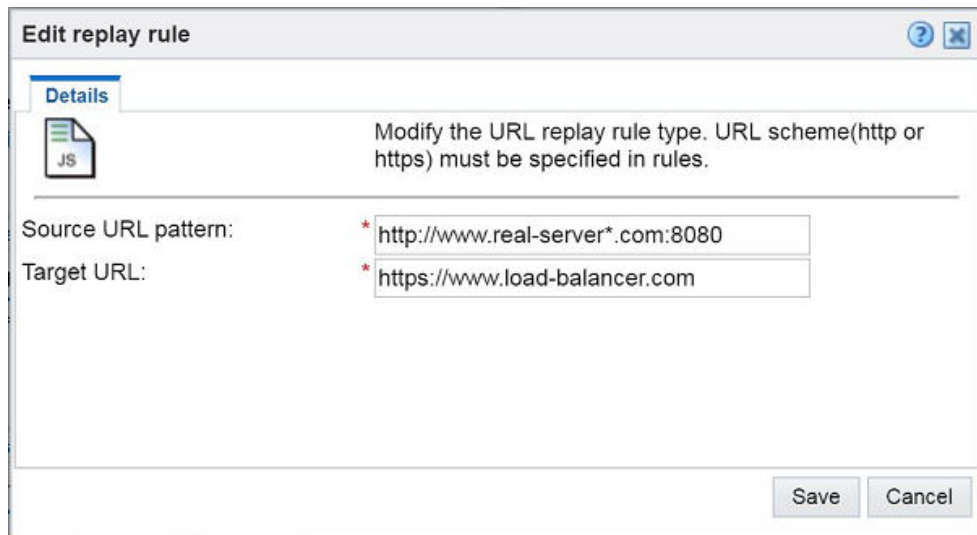 Edit replay rule
?
Details
JS
Modify the URL replay rule type. URL scheme(http or
https) must be specified in rules.
Source URL pattern: * http://www.real-server*.com:8080
Target URL: * https://www.load-balancer.com
Save Cancel